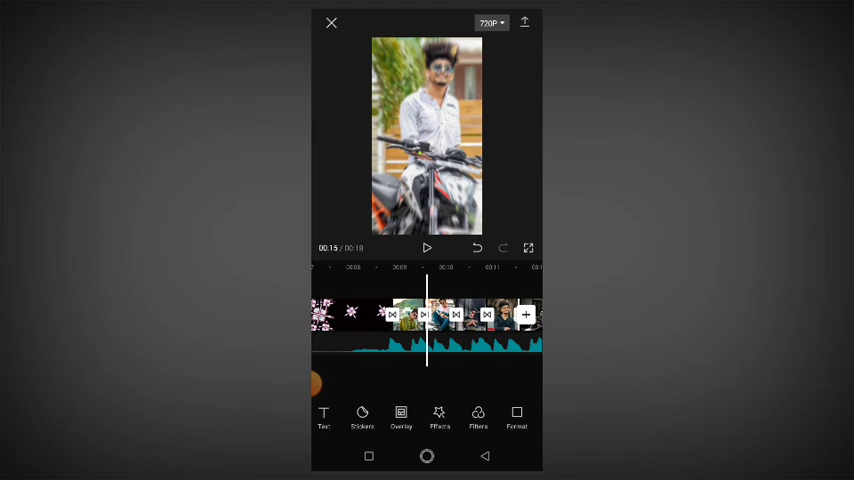 720P
00:15 / 00:18
00:08 00:09 00:10 00:11
Text Stickers Overlay Effects Filters Format